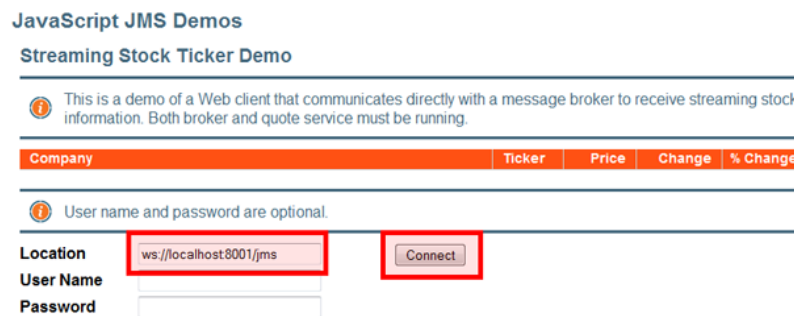 JavaScript JMS Demos
Streaming Stock Ticker Demo
This is a demo of a Web client that communicates directly with a message broker to receive streaming stock
information. Both broker and quote service must be running.
Company Ticker Price Change % Change
User name and password are optional.
Location ws://localhost:8001/jms Connect
User Name
Password